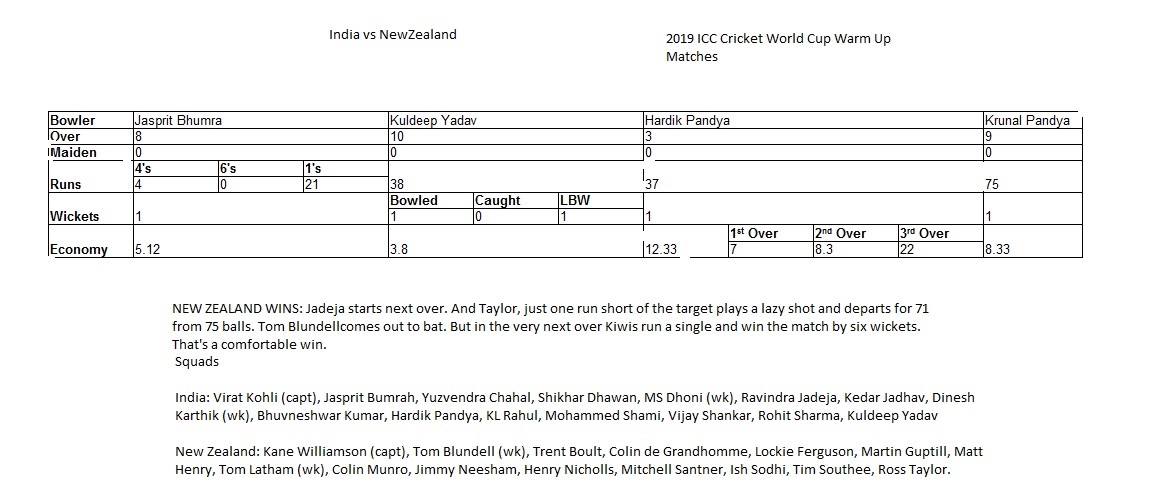 India vs NewZealand
2019 ICC Cricket World Cup Warm Up
Matches
Bowler Jasprit Bhumra Kuldeep Yadav Hardik Pandya Krunal Pandya
Over 8 10 3 9
Maiden 0 0 0 0
4's 6's 1's
Runs 4 0 21 38 37 75
Bowled Caught LBW
Wickets 1 1 0 1 1 1
1st Over 2nd Over 3rd Over
Economy 5.12 3.8 12.33 7 8.3 22 8.33
NEW ZEALAND WINS: Jadeja starts next over. And Taylor, just one run short of the target plays a lazy shot and departs for 71
from 75 balls. Tom Blundellcomes out to bat. But in the very next over Kiwis run a single and win the match by six wickets.
That's a comfortable win.
Squads
India: Virat Kohli (capt), Jasprit Bumrah, Yuzvendra Chahal, Shikhar Dhawan, MS Dhoni (wk), Ravindra Jadeja, Kedar Jadhav, Dinesh
Karthik (wk), Bhuvneshwar Kumar, Hardik Pandya, KL Rahul, Mohammed Shami, Vijay Shankar, Rohit Sharma, Kuldeep Yadav
New Zealand: Kane Williamson (capt), Tom Blundell (wk), Trent Boult, Colin de Grandhomme, Lockie Ferguson, Martin Guptill, Matt
Henry, Tom Latham (wk), Colin Munro, Jimmy Neesham, Henry Nicholls, Mitchell Santner, Ish Sodhi, Tim Southee, Ross Taylor.